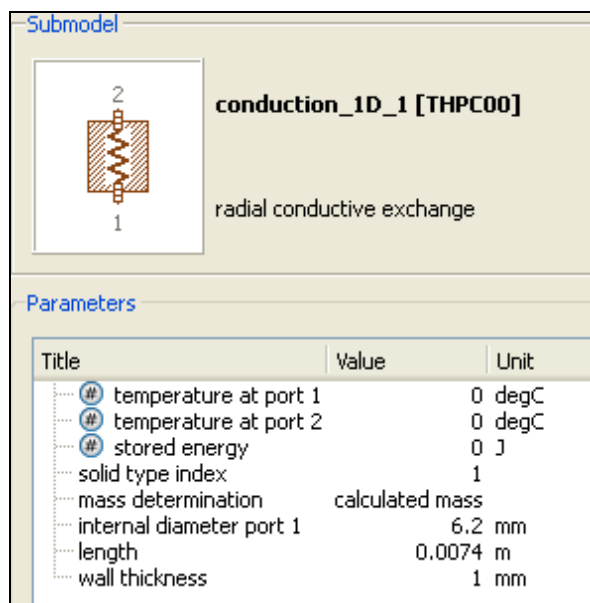 Submodel
2
conduction_1D_1 [THPC00]
radial conductive exchange
1
Parameters
Title Value Unit
# temperature at port 1 0 degC
# temperature at port 2 0 degC
# stored energy 0 J
solid type index 1
mass determination calculated mass
internal diameter port 1 6.2 mm
length 0.0074 m
wall thickness 1 mm